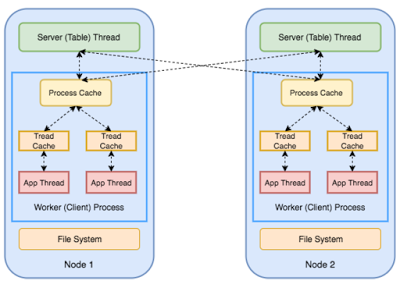 Server (Table) Thread
Process Cache
Tread
Cache
Tread
Cache
App Thread
App Thread
Worker (Client) Process
File System
Node 1
Server (Table) Thread
Process Cache
Tread
Cache
Tread
Cache
App Thread
App Thread
Worker (Client) Process
File System
Node 2